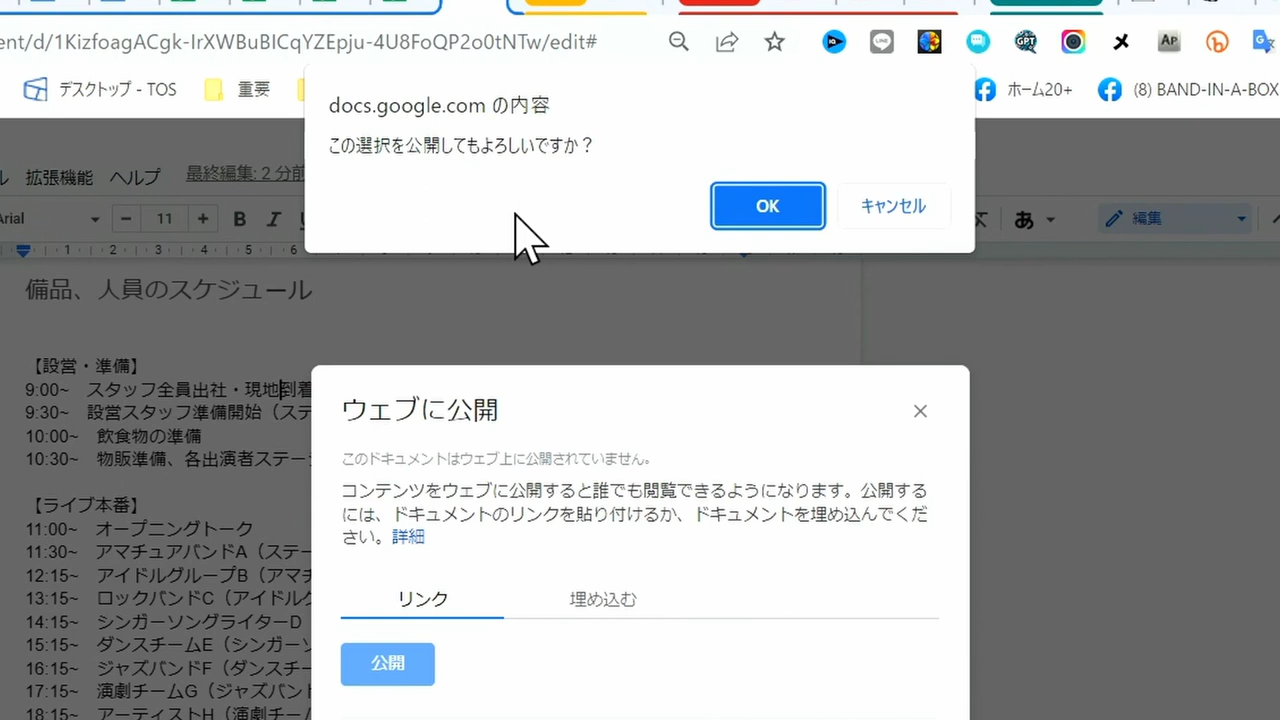 ent/d/1KizfoagACgk-IrXWBuBICqYZEpju-4U8FoQP2o0tNTw/edit#
デスクトップ - TOS
重要
ホーム20+
(8) BAND-IN-A-BOX
docs.google.com の内容
この選択を公開してもよろしいですか？
OK
キャンセル
ル 拡張機能 ヘルプ 最終編集: 2 分前
Arial
11
B I U
あ
編集
1 2 3 4 5 6
備品、人員のスケジュール
【設営・準備】
9:00~ スタッフ全員出社・現地到着
9:30~ 設営スタッフ準備開始（ステ
10:00~ 飲食物の準備
10:30~ 物販準備、各出演者ステー
【ライブ本番】
11:00~ オープニングトーク
11:30~ アマチュアバンドA（ステー
12:15~ アイドルグループB（アマチ
13:15~ ロックバンドC（アイドルグ
14:15~ シンガーソングライターD
15:15~ ダンスチームE（シンガーソ
16:15~ ジャズバンドF（ダンスチー
17:15~ 演劇チームG（ジャズバント
18:15~ アーティストH（演劇チーム
ウェブに公開
このドキュメントはウェブ上に公開されていません。
コンテンツをウェブに公開すると誰でも閲覧できるようになります。公開する
には、ドキュメントのリンクを貼り付けるか、ドキュメントを埋め込んでくだ
さい。詳細
リンク
埋め込む
公開